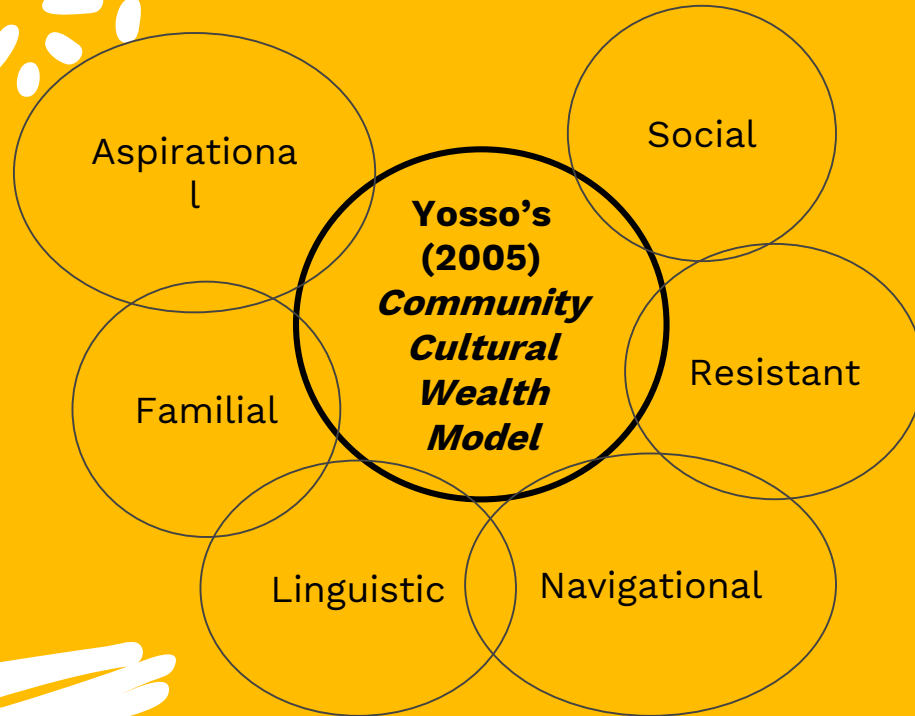 Aspirationa
l
Social
Yosso’s
(2005)
Community
Cultural
Wealth
Model
Resistant
Familial
Linguistic
Navigational